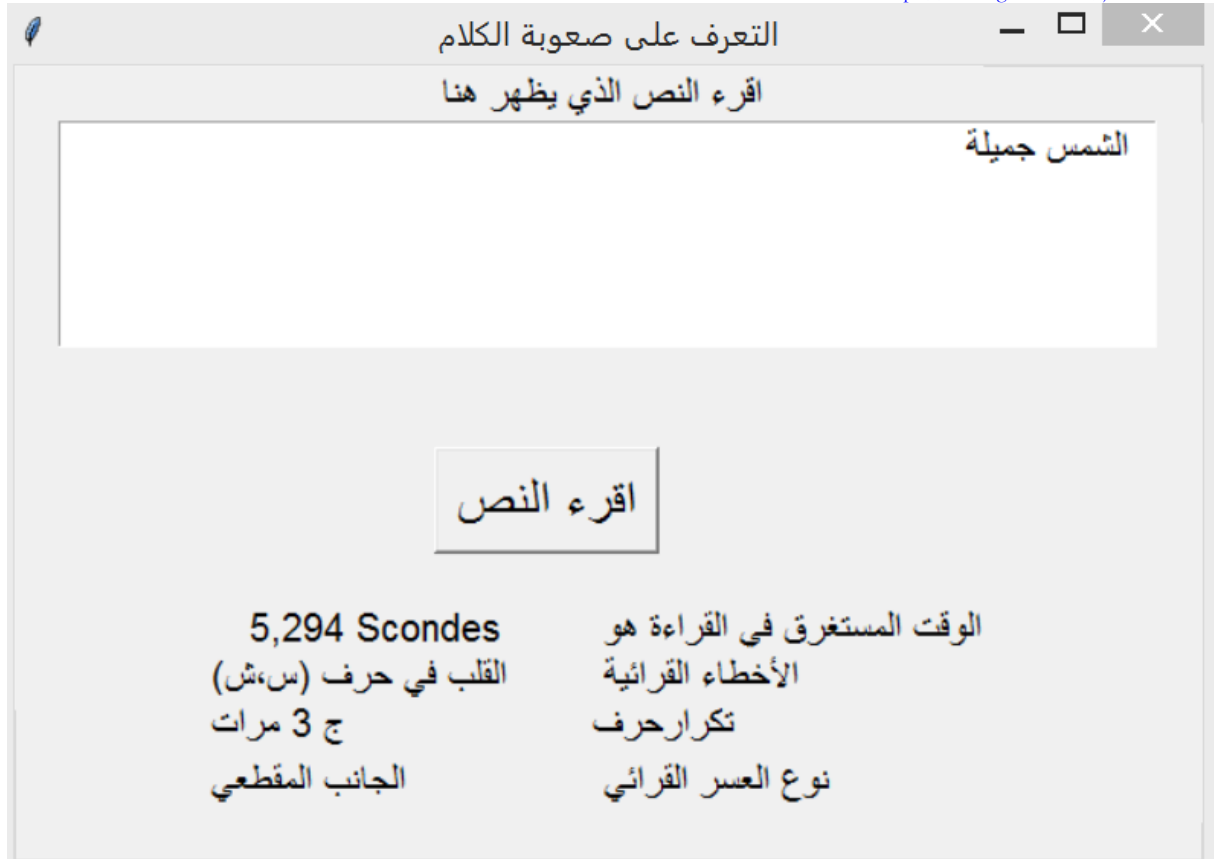 التعرف على صعوبة الكلام
اقرء النص الذي يظهر هنا
الشمس جميلة
اقرء النص
الوقت المستغرق في القراءة هو 5,294 Scondes
الأخطاء القرائية القلب في حرف (س،ش)
تكرارحرف ج 3 مرات
نوع العسر القرائي الجانب المقطعي